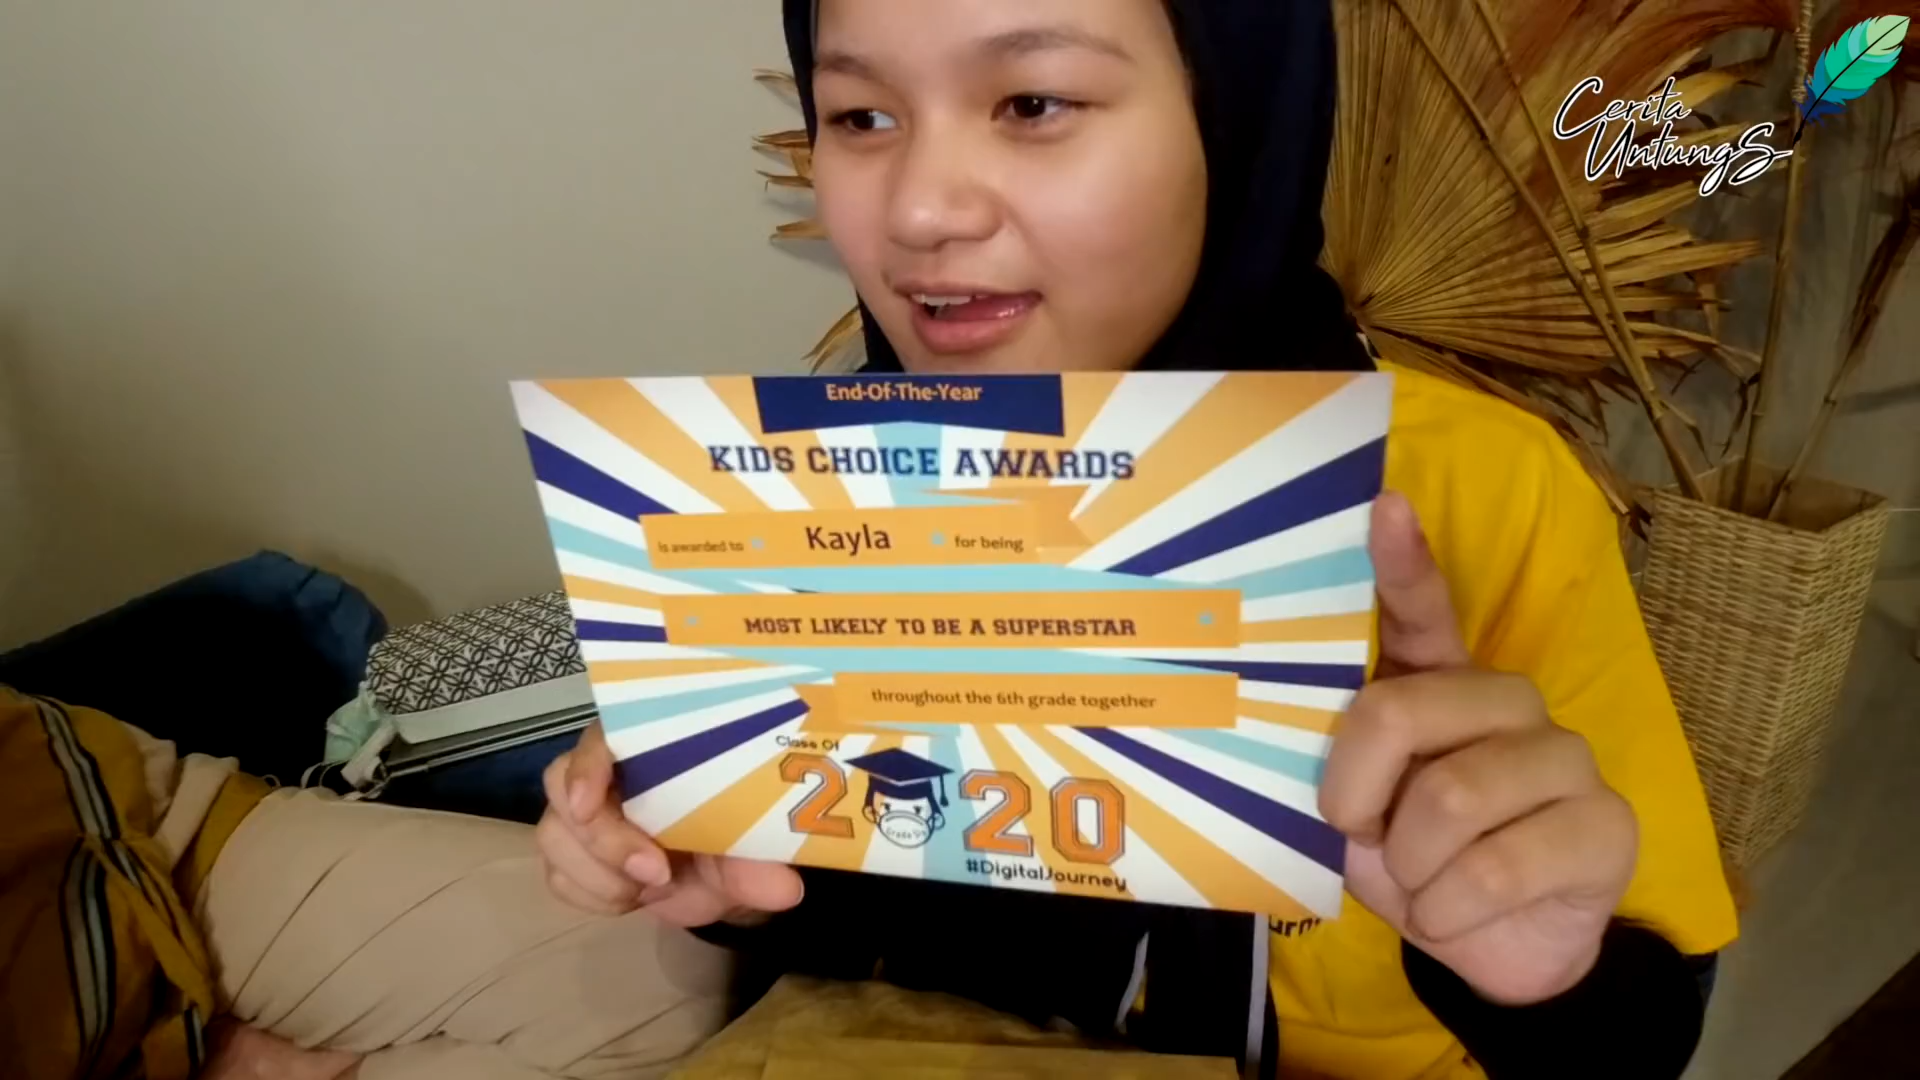 Cerita
UntungS
End-Of-The-Year
KIDS CHOICE AWARDS
is awarded to Kayla for being
MOST LIKELY TO BE A SUPERSTAR
throughout the 6th grade together
Class Of
2020
#DigitalJourney